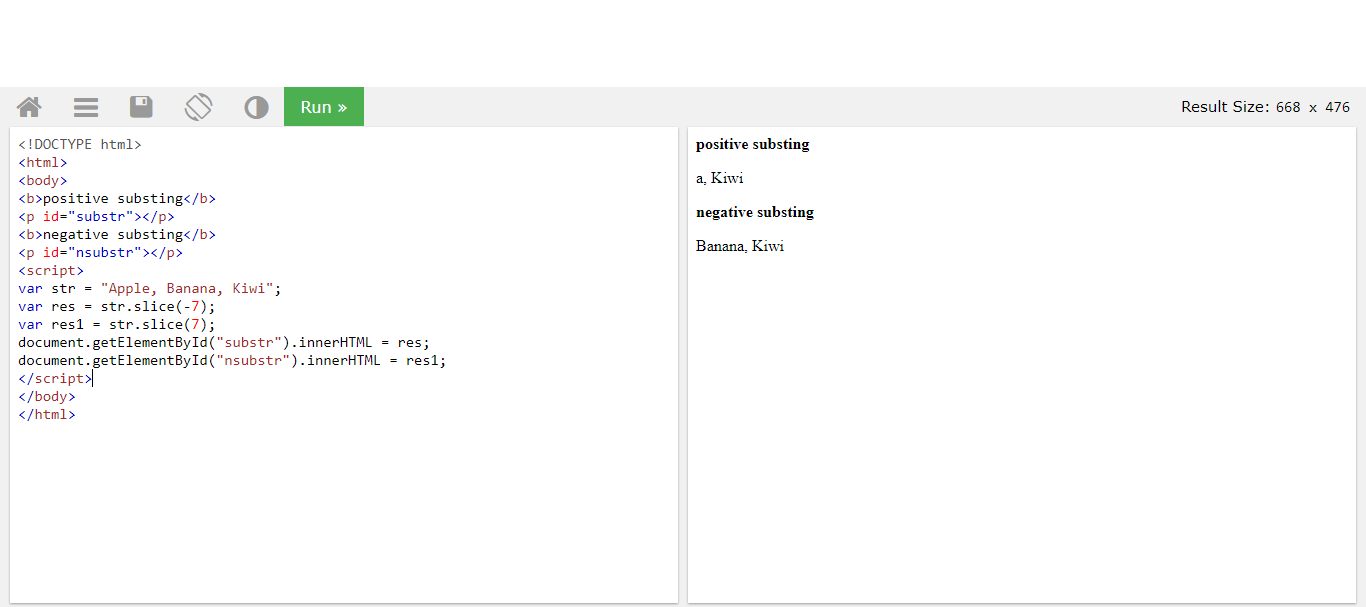 Run »
Result Size: 668 x 476
<!DOCTYPE html>
<html>
<body>
<b>positive substing</b>
<p id="substr"></p>
<b>negative substing</b>
<p id="nsubstr"></p>
<script>
var str = "Apple, Banana, Kiwi";
var res = str.slice(-7);
var res1 = str.slice(7);
document.getElementById("substr").innerHTML = res;
document.getElementById("nsubstr").innerHTML = res1;
</script>
</body>
</html>
positive substing
a, Kiwi
negative substing
Banana, Kiwi